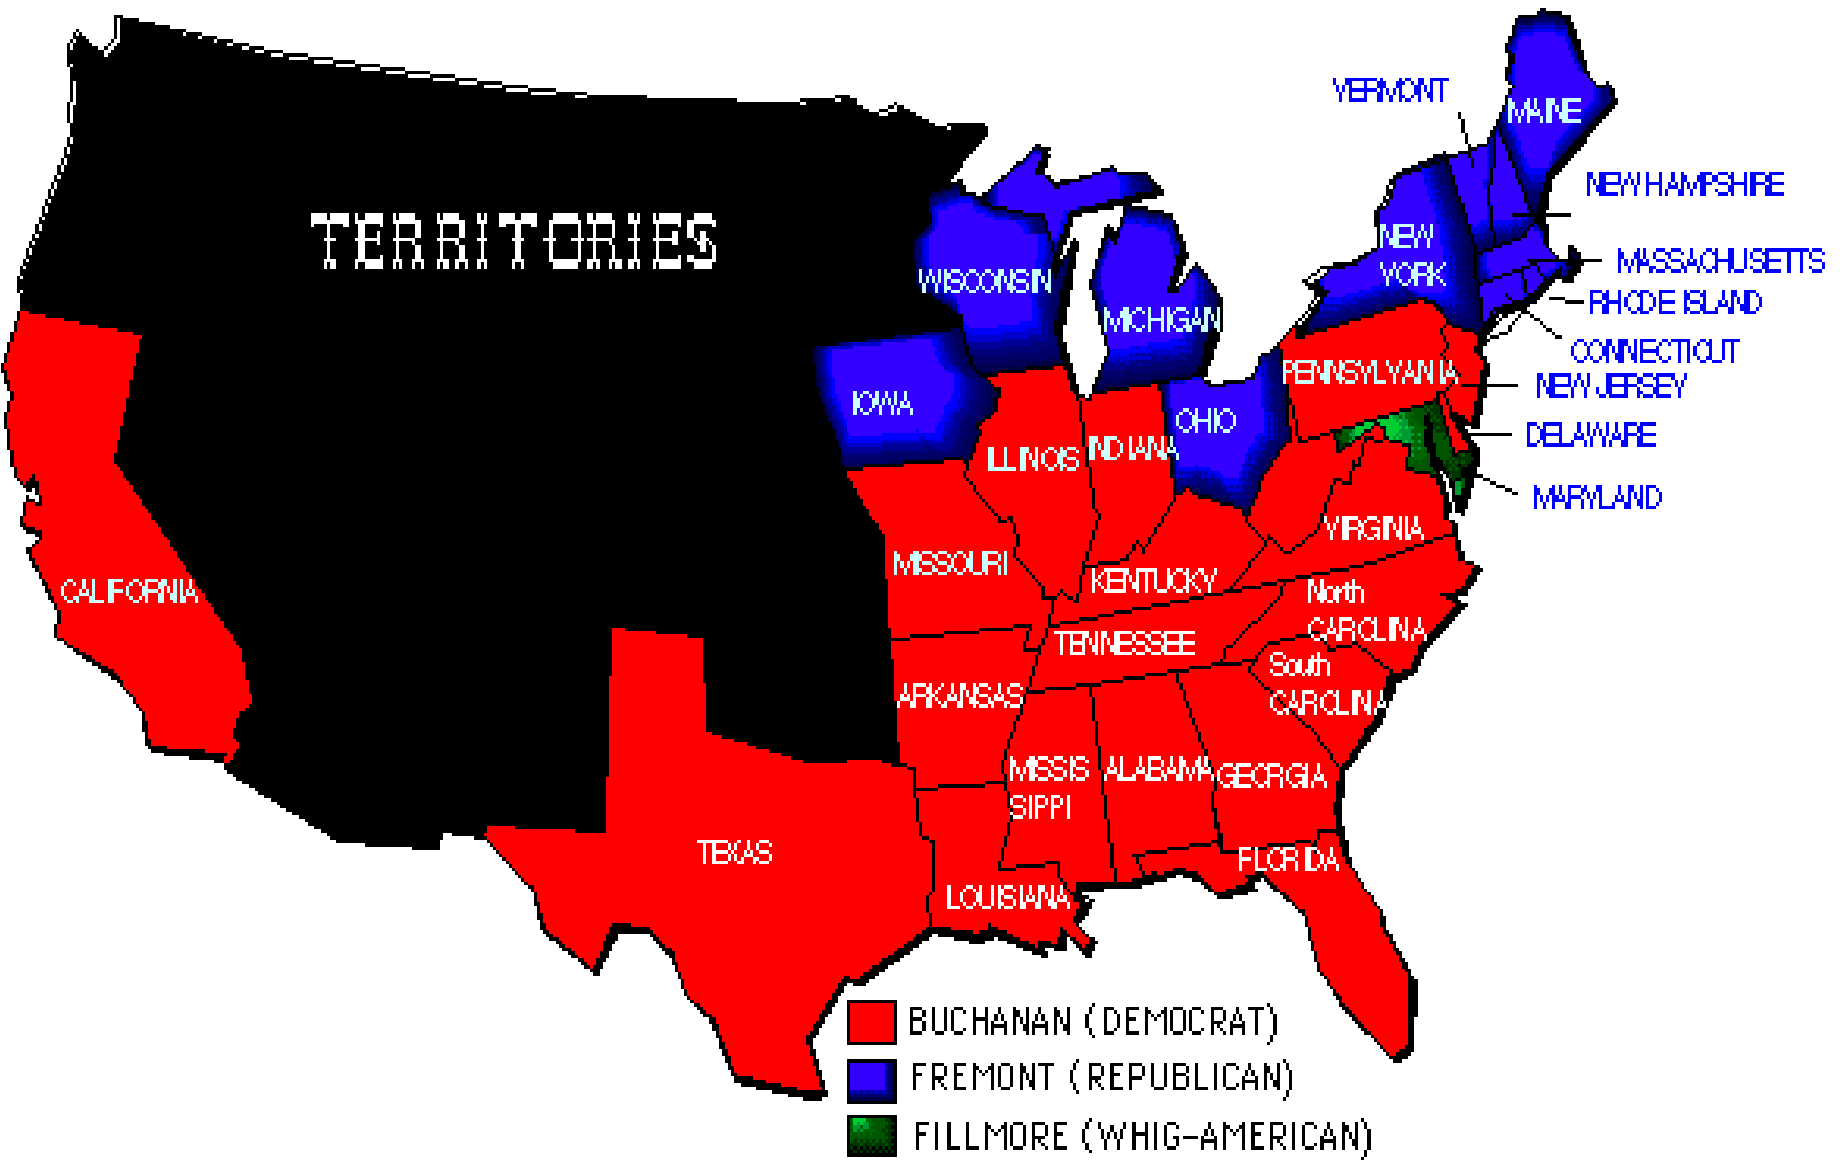 VERMONT
MAINE
NEW HAMPSHIRE
TERRITORIES
NEW
YORK
MASSACHUSETTS
WISCONSIN
RHODE ISLAND
MICHIGAN
CONNECTICUT
PENNSYLVANIA
NEW JERSEY
IOWA
OHIO
DELAWARE
ILLINOIS
INDIANA
MARYLAND
VIRGINIA
MISSOURI
KENTUCKY
CALIFORNIA
North
CAROLINA
TENNESSEE
South
CAROLINA
ARKANSAS
MISSIS
SIPPI
ALABAMA
GEORGIA
TEXAS
FLORIDA
LOUISIANA
BUCHANAN (DEMOCRAT)
FREMONT (REPUBLICAN)
FILLMORE (WHIG-AMERICAN)